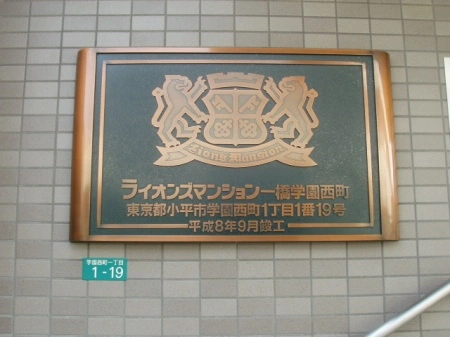 Lions Mansion
ライオンズマンション一橋学園西町
東京都小平市学園西町1丁目1番19号
平成8年9月竣工
学園西町一丁目
1-19